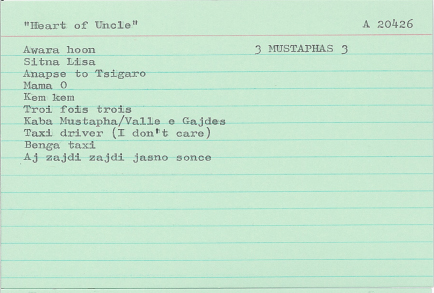 "Heart of Uncle" A 20426
Awara hoon 3 MUSTAPHAS 3
Sitna Lisa
Anapse to Tsigaro
Mama O
Kem kem
Troi fois trois
Kaba Mustapha/Valle e Gajdes
Taxi driver (I don't care)
Benga taxi
Aj zajdi zajdi jasno sonce